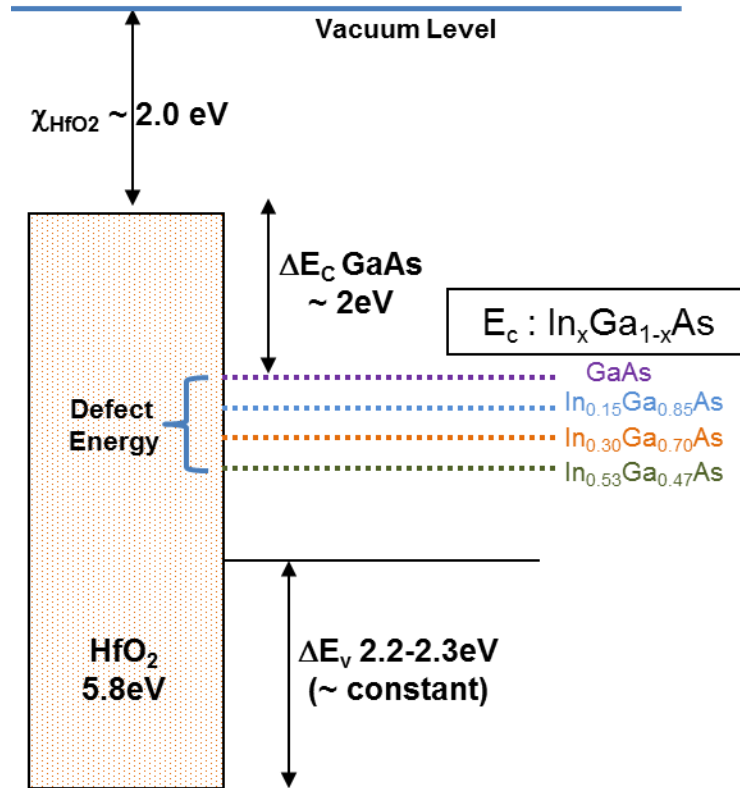 Vacuum Level
χHfO2 ~ 2.0 eV
ΔEC GaAs
~ 2eV
Ec : InxGa1-xAs
GaAs
In0.15Ga0.85As
Defect
Energy
In0.30Ga0.70As
In0.53Ga0.47As
HfO2
5.8eV
ΔEv 2.2-2.3eV
(~ constant)